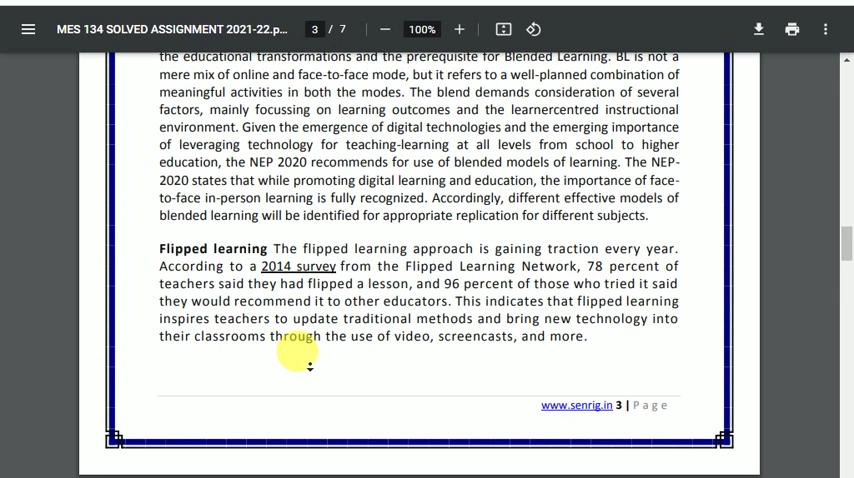 MES 134 SOLVED ASSIGNMENT 2021-22.p... 3 / 7 100%
the educational transformations and the prerequisite for Blended Learning. BL is not a
mere mix of online and face-to-face mode, but it refers to a well-planned combination of
meaningful activities in both the modes. The blend demands consideration of several
factors, mainly focussing on learning outcomes and the learnercentred instructional
environment. Given the emergence of digital technologies and the emerging importance
of leveraging technology for teaching-learning at all levels from school to higher
education, the NEP 2020 recommends for use of blended models of learning. The NEP-
2020 states that while promoting digital learning and education, the importance of face-
to-face in-person learning is fully recognized. Accordingly, different effective models of
blended learning will be identified for appropriate replication for different subjects.
Flipped learning The flipped learning approach is gaining traction every year.
According to a 2014 survey from the Flipped Learning Network, 78 percent of
teachers said they had flipped a lesson, and 96 percent of those who tried it said
they would recommend it to other educators. This indicates that flipped learning
inspires teachers to update traditional methods and bring new technology into
their classrooms through the use of video, screencasts, and more.
www.senrig.in 3 | Page